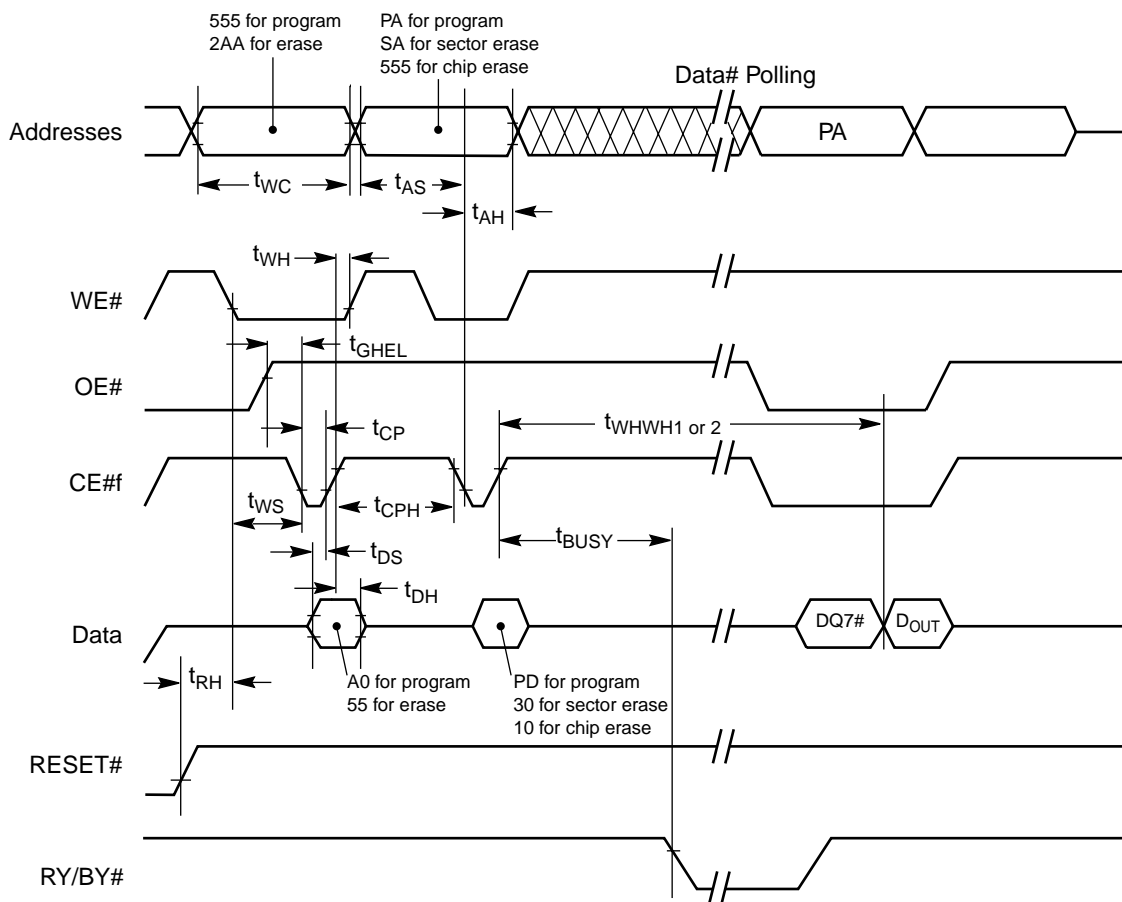 555 for program
2AA for erase
PA for program
SA for sector erase
555 for chip erase
Data# Polling
Addresses
PA
tWC
tAS
tAH
tWH
WE#
tGHEL
OE#
tWHWH1 or 2
tCP
CE#f
tWS
tCPH
tBUSY
tDS
tDH
Data
DQ7#
DOUT
tRH
A0 for program
55 for erase
PD for program
30 for sector erase
10 for chip erase
RESET#
RY/BY#